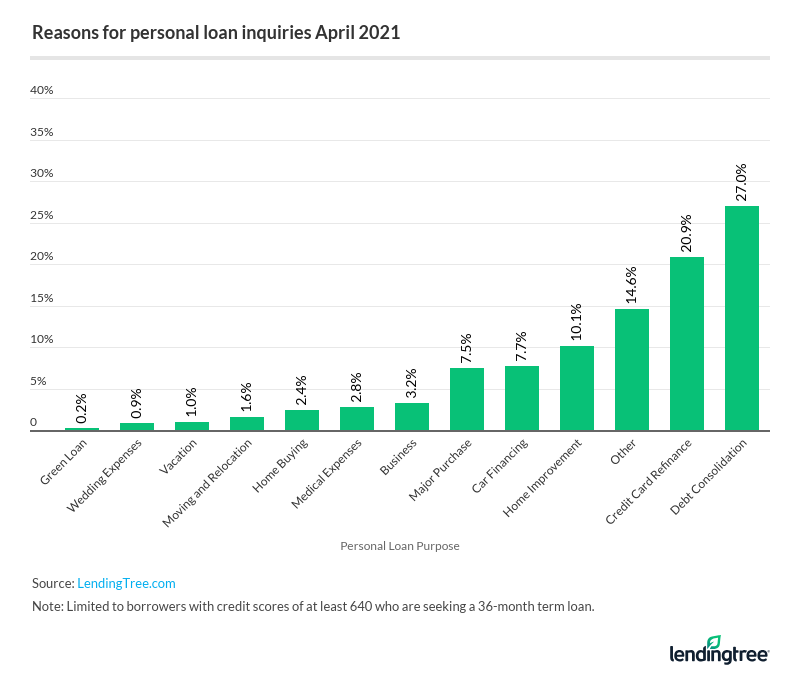 Reasons for personal loan inquiries April 2021
40%
35%
30%
25%
20%
15%
10%
5%
0
0.2%
0.9%
1.0%
1.6%
2.4%
2.8%
3.2%
7.5%
7.7%
10.1%
14.6%
20.9%
27.0%
Green Loan
Wedding Expenses
Vacation
Moving and Relocation
Home Buying
Medical Expenses
Business
Major Purchase
Car Financing
Home Improvement
Other
Credit Card Refinance
Debt Consolidation
Personal Loan Purpose
Source: LendingTree.com
Note: Limited to borrowers with credit scores of at least 640 who are seeking a 36-month term loan.
lendingtree